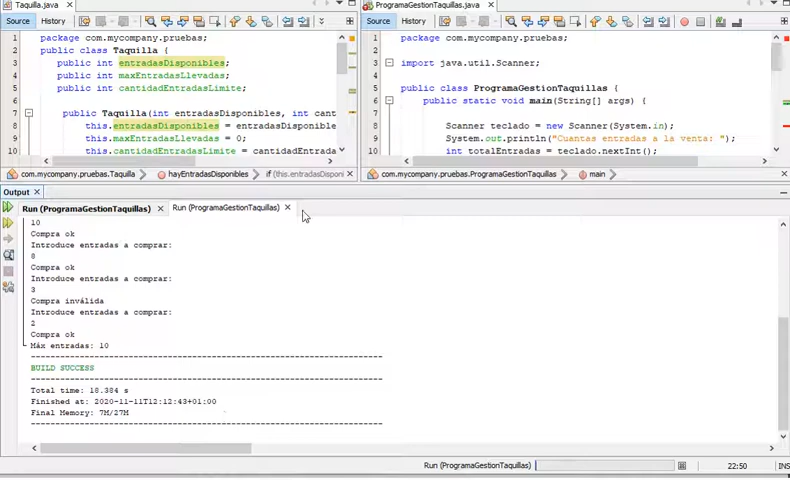 Taquilla.java
Source History
1 package com.mycompany.pruebas;
2 public class Taquilla {
3 public int entradasDisponibles;
4 public int maxEntradasLlevadas;
5 public int cantidadEntradasLimite;
6
7 public Taquilla(int entradasDisponibles, int cant
8 this.entradasDisponibles = entradasDisponible
9 this.maxEntradasLlevadas = 0;
10 this.cantidadEntradasLimite = cantidadEntrada
com.mycompany.pruebas.Taquilla hayEntradasDisponibles if (this.entradasDisponi
ProgramaGestionTaquillas.java
Source History
1 package com.mycompany.pruebas;
2
3 import java.util.Scanner;
4
5 public class ProgramaGestionTaquillas {
6 public static void main(String[] args) {
7
8 Scanner teclado = new Scanner(System.in);
9 System.out.println("Cuantas entradas a la venta: ");
10 int totalEntradas = teclado.nextInt();
com.mycompany.pruebas.ProgramaGestionTaquillas main
Output
Run (ProgramaGestionTaquillas) Run (ProgramaGestionTaquillas)
10
Compra ok
Introduce entradas a comprar:
8
Compra ok
Introduce entradas a comprar:
3
Compra inválida
Introduce entradas a comprar:
2
Compra ok
Máx entradas: 10
------------------------------------------------------------------------
BUILD SUCCESS
------------------------------------------------------------------------
Total time: 18.384 s
Finished at: 2020-11-11T12:12:43+01:00
Final Memory: 7M/27M
------------------------------------------------------------------------
Run (ProgramaGestionTaquillas) 22:50 INS